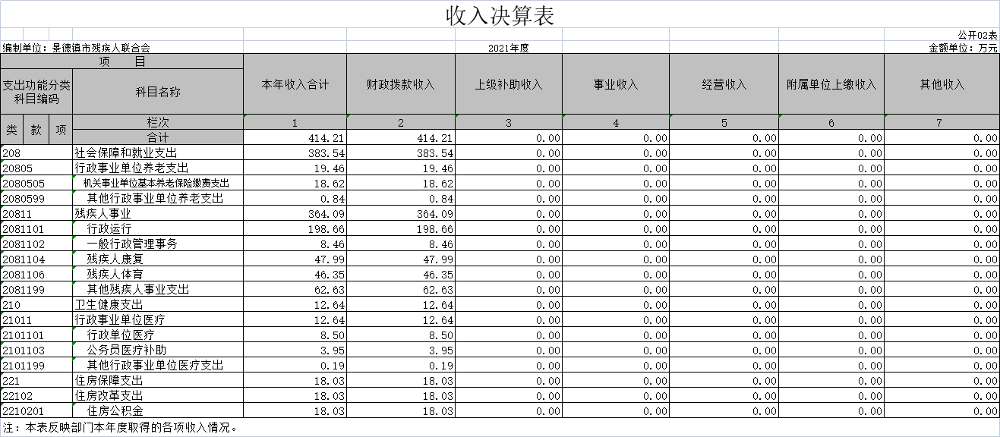 收入决算表
公开02表
编制单位：景德镇市残疾人联合会 2021年度 金额单位：万元
项 目 本年收入合计 财政拨款收入 上级补助收入 事业收入 经营收入 附属单位上缴收入 其他收入
支出功能分类科目编码 科目名称
类 款 项 栏次 1 2 3 4 5 6 7
合计 414.21 414.21 0.00 0.00 0.00 0.00 0.00
208 社会保障和就业支出 383.54 383.54 0.00 0.00 0.00 0.00 0.00
20805 行政事业单位养老支出 19.46 19.46 0.00 0.00 0.00 0.00 0.00
2080505 机关事业单位基本养老保险缴费支出 18.62 18.62 0.00 0.00 0.00 0.00 0.00
2080599 其他行政事业单位养老支出 0.84 0.84 0.00 0.00 0.00 0.00 0.00
20811 残疾人事业 364.09 364.09 0.00 0.00 0.00 0.00 0.00
2081101 行政运行 198.66 198.66 0.00 0.00 0.00 0.00 0.00
2081102 一般行政管理事务 8.46 8.46 0.00 0.00 0.00 0.00 0.00
2081104 残疾人康复 47.99 47.99 0.00 0.00 0.00 0.00 0.00
2081106 残疾人体育 46.35 46.35 0.00 0.00 0.00 0.00 0.00
2081199 其他残疾人事业支出 62.63 62.63 0.00 0.00 0.00 0.00 0.00
210 卫生健康支出 12.64 12.64 0.00 0.00 0.00 0.00 0.00
21011 行政事业单位医疗 12.64 12.64 0.00 0.00 0.00 0.00 0.00
2101101 行政单位医疗 8.50 8.50 0.00 0.00 0.00 0.00 0.00
2101103 公务员医疗补助 3.95 3.95 0.00 0.00 0.00 0.00 0.00
2101199 其他行政事业单位医疗支出 0.19 0.19 0.00 0.00 0.00 0.00 0.00
221 住房保障支出 18.03 18.03 0.00 0.00 0.00 0.00 0.00
22102 住房改革支出 18.03 18.03 0.00 0.00 0.00 0.00 0.00
2210201 住房公积金 18.03 18.03 0.00 0.00 0.00 0.00 0.00
注：本表反映部门本年度取得的各项收入情况。